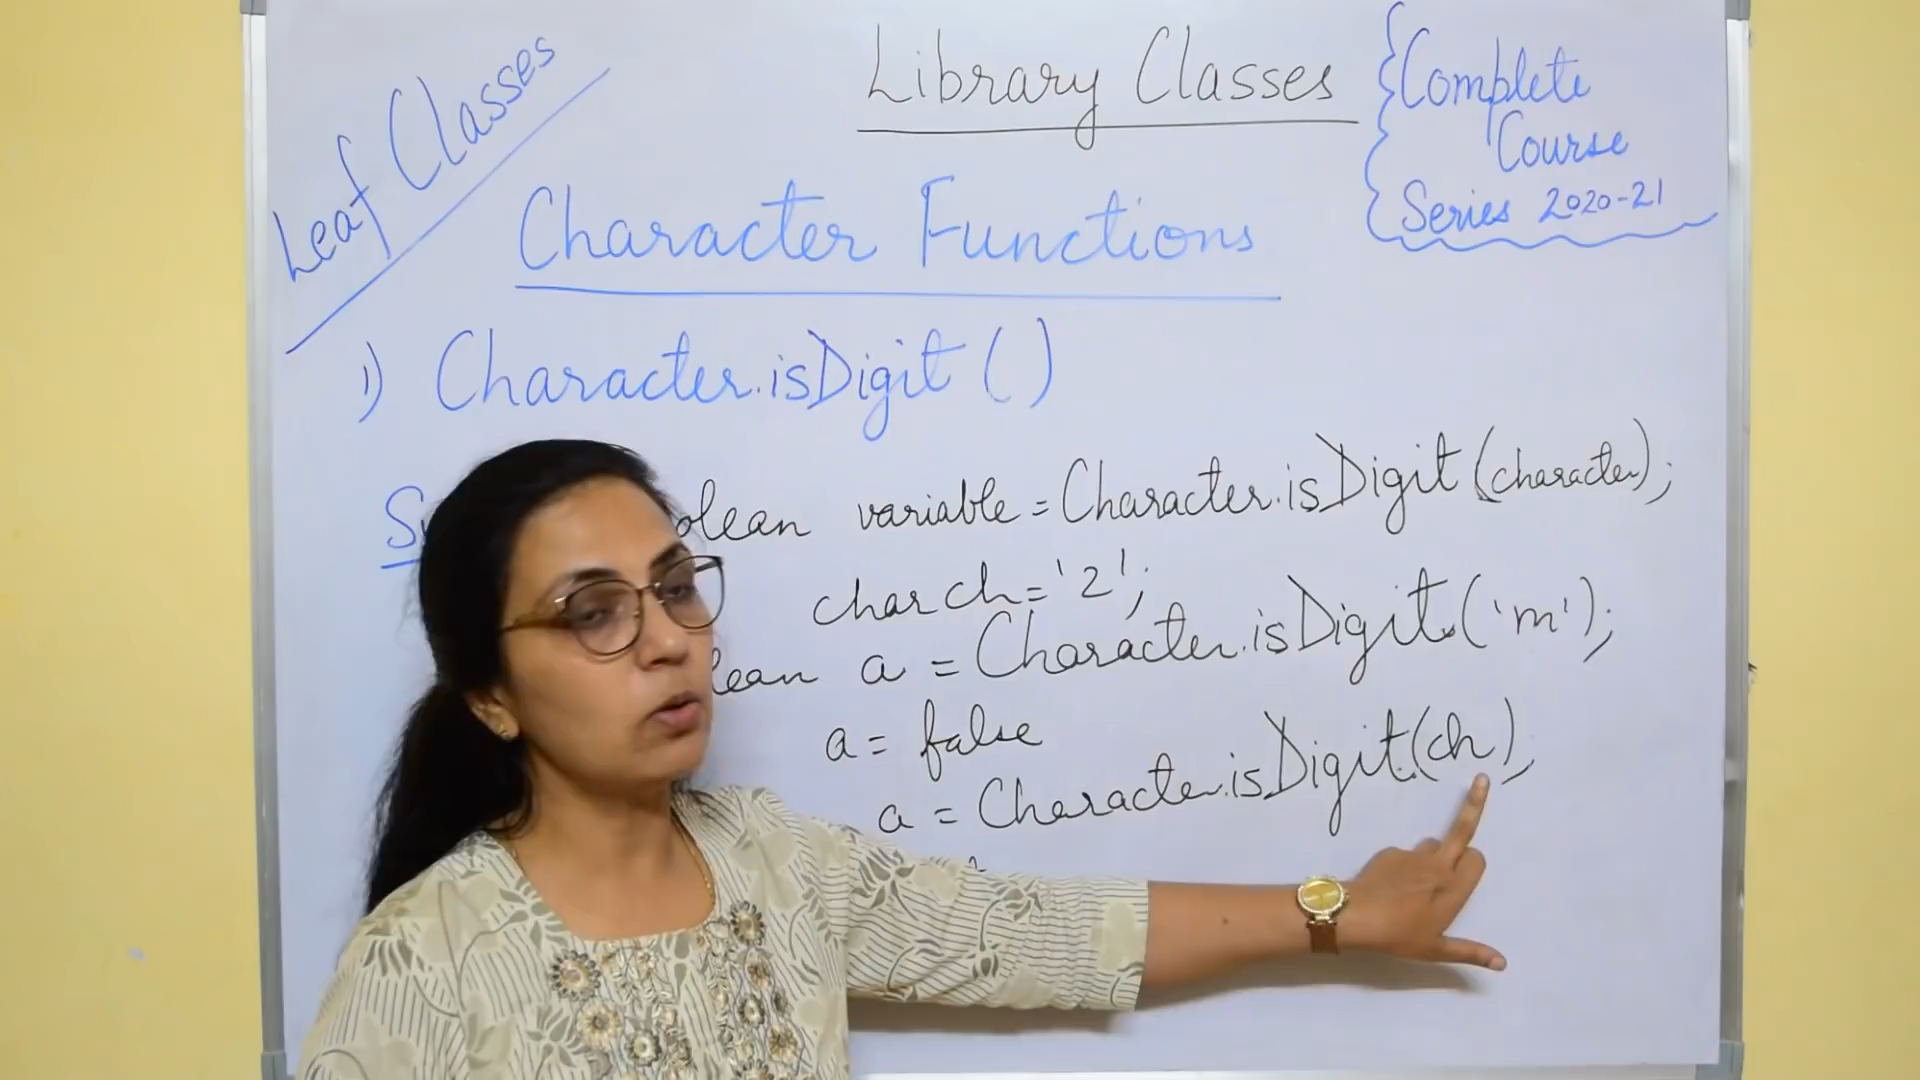 Leaf Classes
Library Classes
Complete
Course
Series 2020-21
Character Functions
1) Character.isDigit ( )
variable = Character.isDigit (character);
char ch = '2';
a = Character.isDigit ('m');
a = false
a = Character.isDigit (ch);